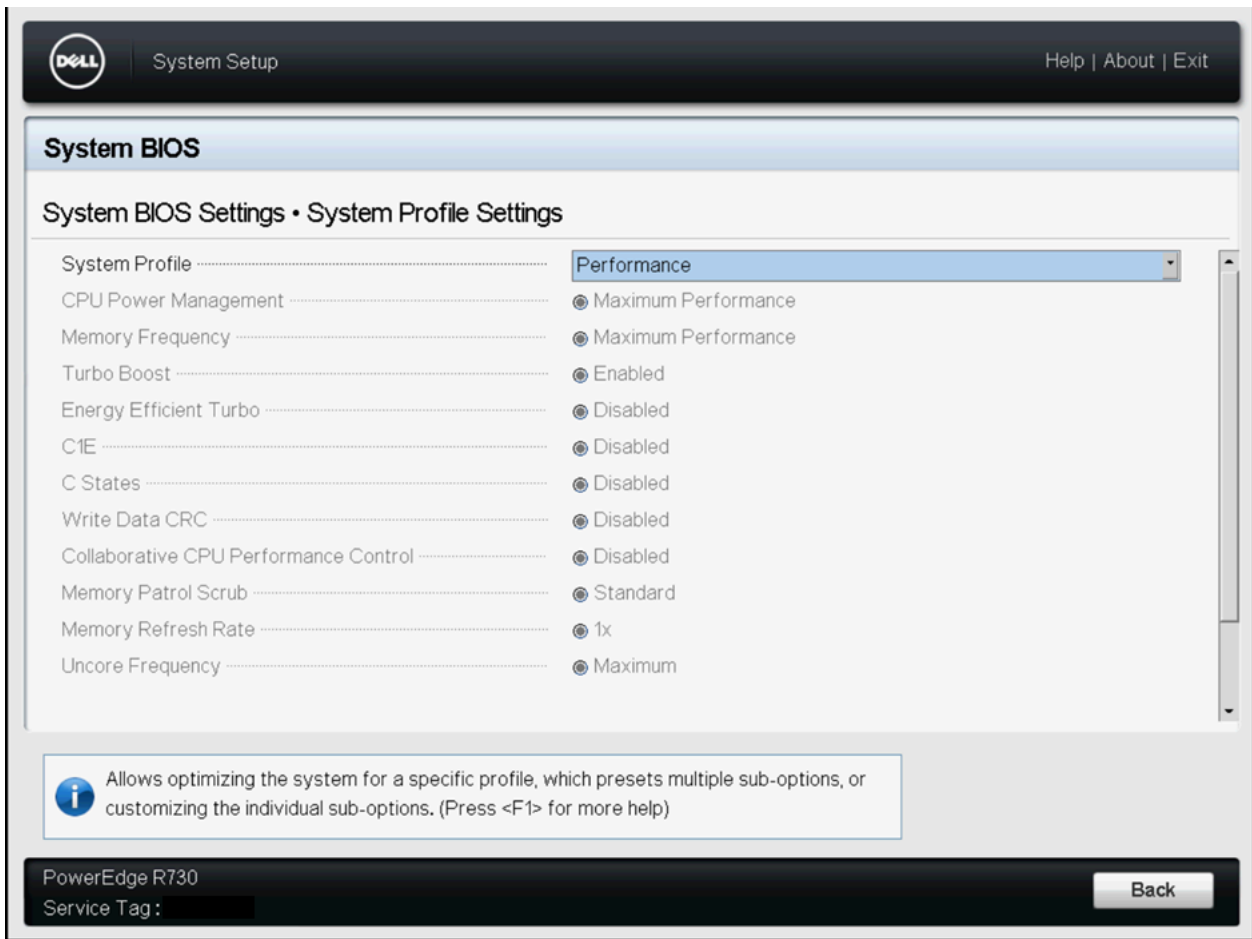 DELL System Setup Help | About | Exit
System BIOS
System BIOS Settings • System Profile Settings
System Profile Performance
CPU Power Management Maximum Performance
Memory Frequency Maximum Performance
Turbo Boost Enabled
Energy Efficient Turbo Disabled
C1E Disabled
C States Disabled
Write Data CRC Disabled
Collaborative CPU Performance Control Disabled
Memory Patrol Scrub Standard
Memory Refresh Rate 1x
Uncore Frequency Maximum
Allows optimizing the system for a specific profile, which presets multiple sub-options, or
customizing the individual sub-options. (Press <F1> for more help)
PowerEdge R730
Service Tag:
Back